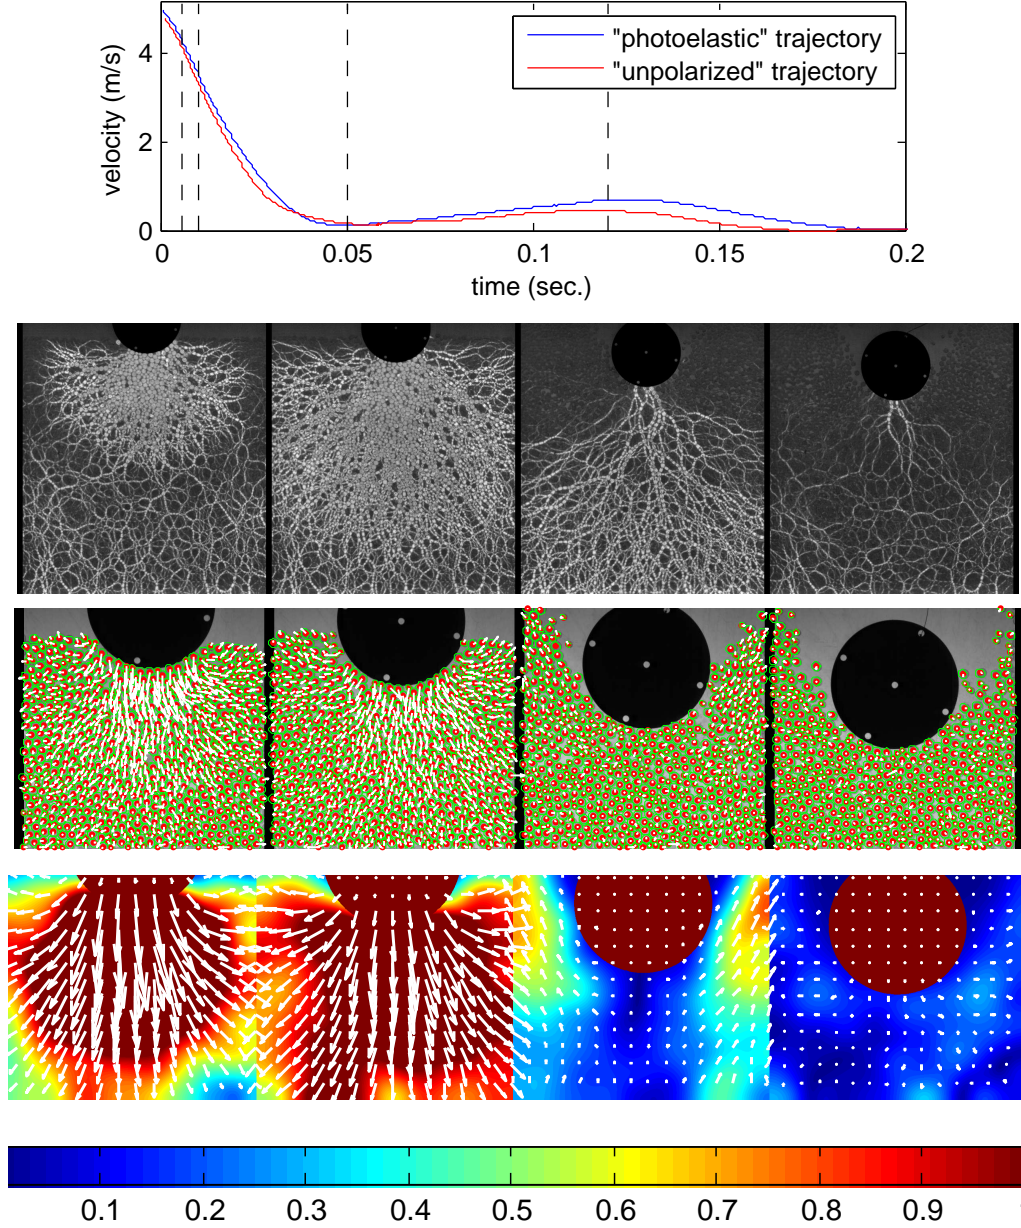 4
2
0
velocity (m/s)
"photoelastic" trajectory
"unpolarized" trajectory
0 0.05 0.1 0.15 0.2
time (sec.)
0.1 0.2 0.3 0.4 0.5 0.6 0.7 0.8 0.9